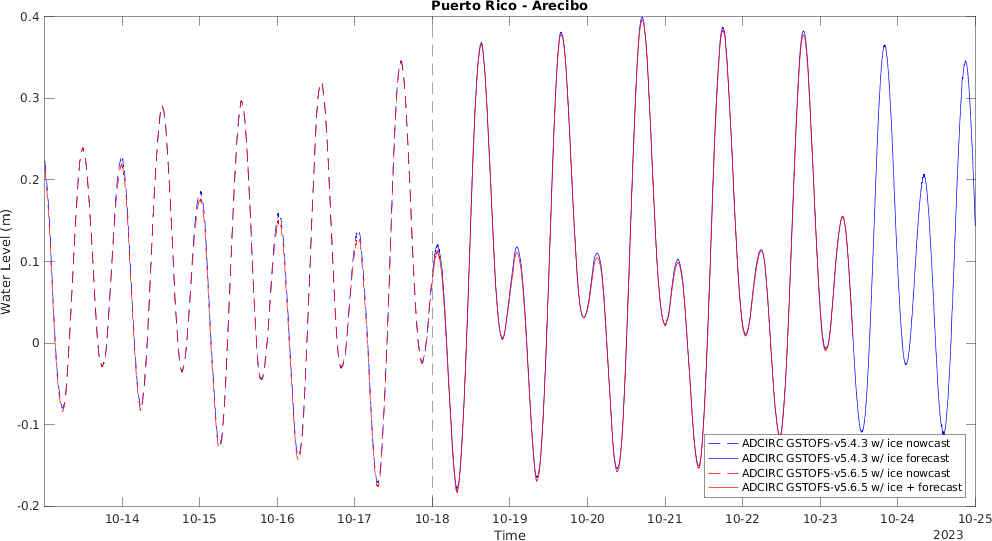 Puerto Rico - Arecibo
0.4
0.3
0.2
0.1
0
-0.1
-0.2
Water Level (m)
ADCIRC GSTOFS-v5.4.3 w/ ice nowcast
ADCIRC GSTOFS-v5.4.3 w/ ice forecast
ADCIRC GSTOFS-v5.6.5 w/ ice nowcast
ADCIRC GSTOFS-v5.6.5 w/ ice + forecast
10-14 10-15 10-16 10-17 10-18 10-19 10-20 10-21 10-22 10-23 10-24 10-25
Time
2023